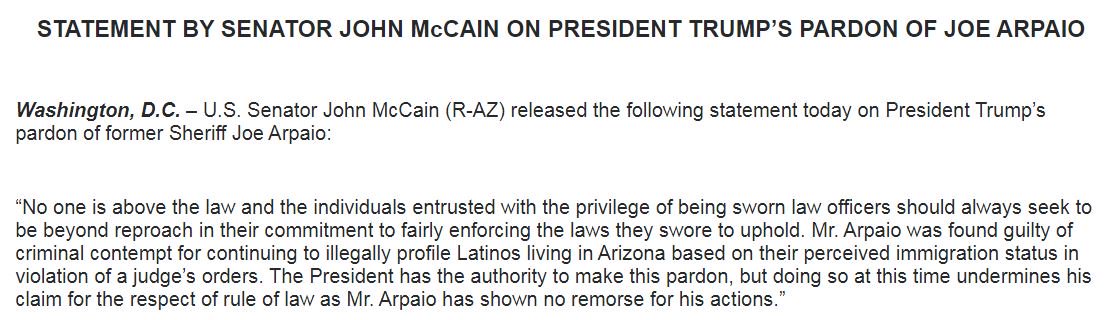 STATEMENT BY SENATOR JOHN McCAIN ON PRESIDENT TRUMP’S PARDON OF JOE ARPAIO
Washington, D.C. – U.S. Senator John McCain (R-AZ) released the following statement today on President Trump’s
pardon of former Sheriff Joe Arpaio:
“No one is above the law and the individuals entrusted with the privilege of being sworn law officers should always seek to
be beyond reproach in their commitment to fairly enforcing the laws they swore to uphold. Mr. Arpaio was found guilty of
criminal contempt for continuing to illegally profile Latinos living in Arizona based on their perceived immigration status in
violation of a judge’s orders. The President has the authority to make this pardon, but doing so at this time undermines his
claim for the respect of rule of law as Mr. Arpaio has shown no remorse for his actions.”